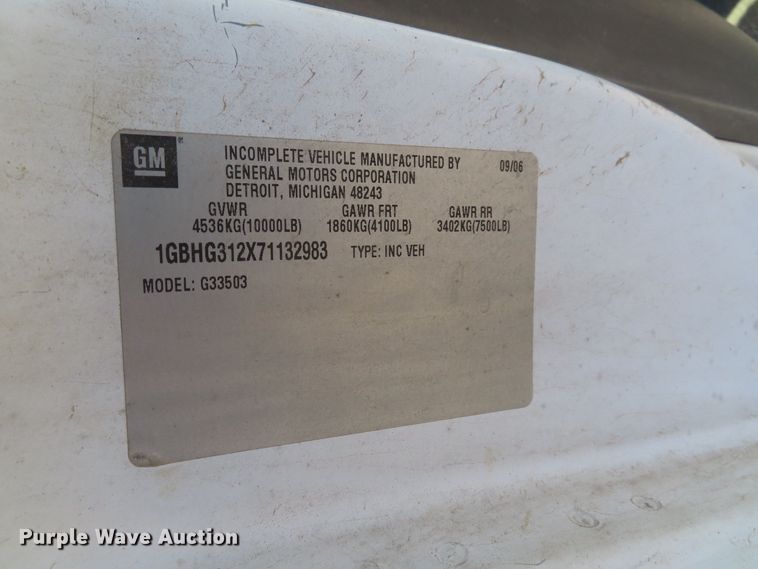 GM
INCOMPLETE VEHICLE MANUFACTURED BY 09/06
GENERAL MOTORS CORPORATION
DETROIT, MICHIGAN 48243
GVWR GAWR FRT GAWR RR
4536KG(10000LB) 1860KG(4100LB) 3402KG(7500LB)
1GBHG312X71132983 TYPE: INC VEH
MODEL: G33503
Purple Wave Auction